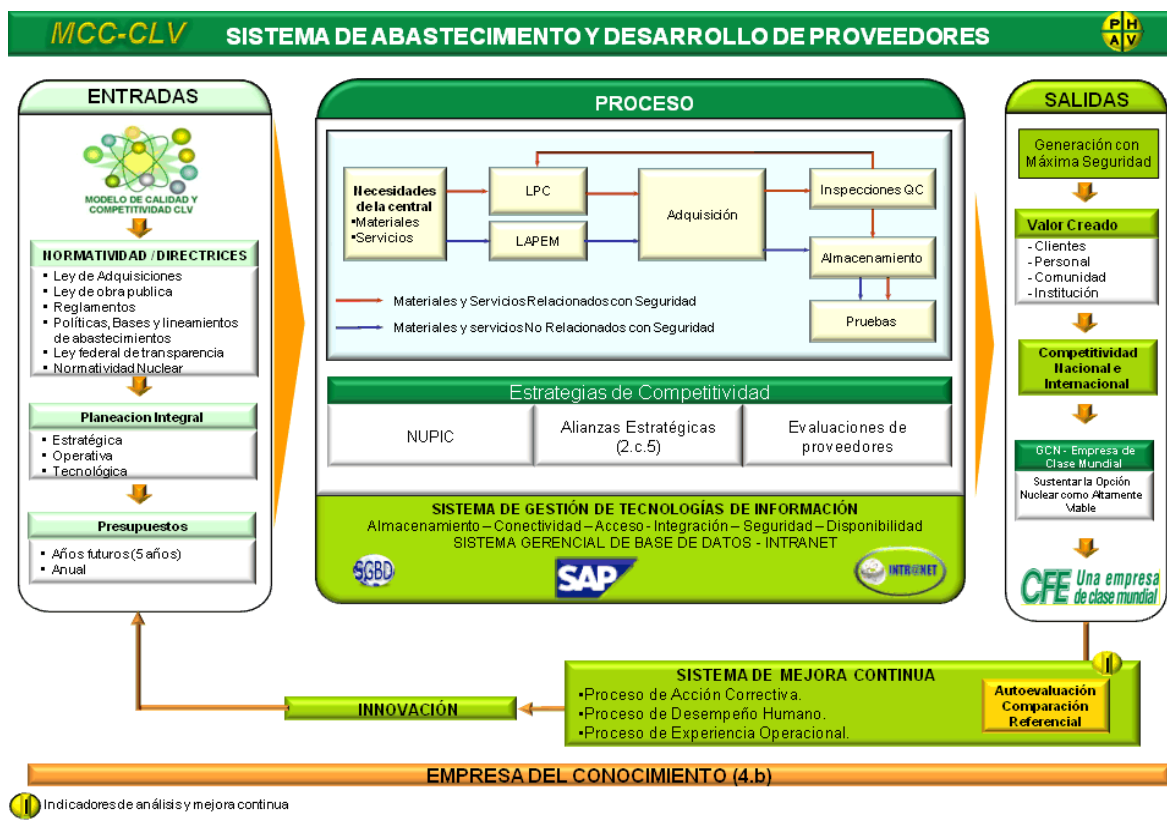 MCC-CLV SISTEMA DE ABASTECIMIENTO Y DESARROLLO DE PROVEEDORES
P H
A V
ENTRADAS
MODELO DE CALIDAD Y
COMPETITIVIDAD CLV
NORMATIVIDAD / DIRECTRICES
▪ Ley de Adquisiciones
▪ Ley de obra publica
▪ Reglamentos
▪ Políticas, Bases y lineamientos
de abastecimientos
▪ Ley federal de transparencia
▪ Normatividad Nuclear
Planeacion Integral
▪ Estratégica
▪ Operativa
▪ Tecnológica
Presupuestos
▪ Años futuros (5 años)
▪ Anual
PROCESO
Necesidades
de la central
▪Materiales
▪Servicios
LPC
LAPEM
Adquisición
Inspecciones QC
Almacenamiento
Pruebas
Materiales y Servicios Relacionados con Seguridad
Materiales y servicios No Relacionados con Seguridad
Estrategias de Competitividad
NUPIC
Alianzas Estratégicas
(2.c.5)
Evaluaciones de
proveedores
SISTEMA DE GESTIÓN DE TECNOLOGÍAS DE INFORMACIÓN
Almacenamiento – Conectividad – Acceso - Integración – Seguridad – Disponibilidad
SISTEMA GERENCIAL DE BASE DE DATOS - INTRANET
SGBD
SAP
INTR@NET
SALIDAS
Generación con
Máxima Seguridad
Valor Creado
- Clientes
- Personal
- Comunidad
- Institución
Competitividad
Nacional e
Internacional
GCN - Empresa de
Clase Mundial
Sustentar la Opción
Nuclear como Altamente
Viable
CFE Una empresa
de clase mundial
SISTEMA DE MEJORA CONTINUA
▪Proceso de Acción Correctiva.
▪Proceso de Desempeño Humano.
▪Proceso de Experiencia Operacional.
Autoevaluación
Comparación
Referencial
INNOVACIÓN
EMPRESA DEL CONOCIMIENTO (4.b)
Indicadores de análisis y mejora continua